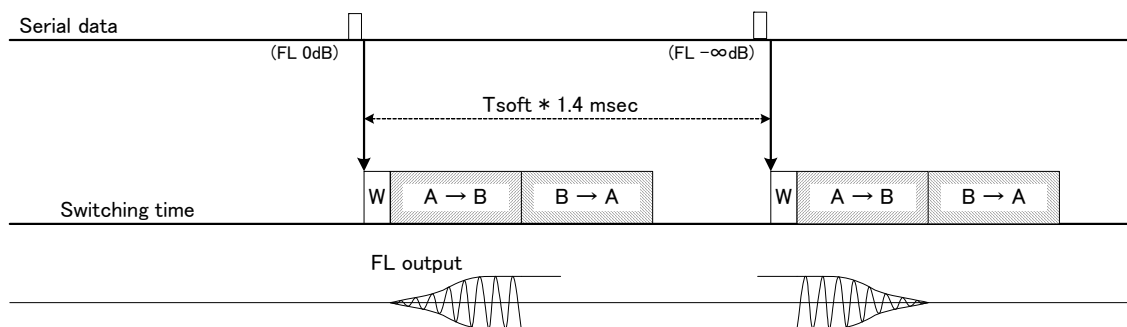 Serial data
(FL 0dB) (FL -∞dB)
Tsoft * 1.4 msec
W A → B B → A W A → B B → A
Switching time
FL output